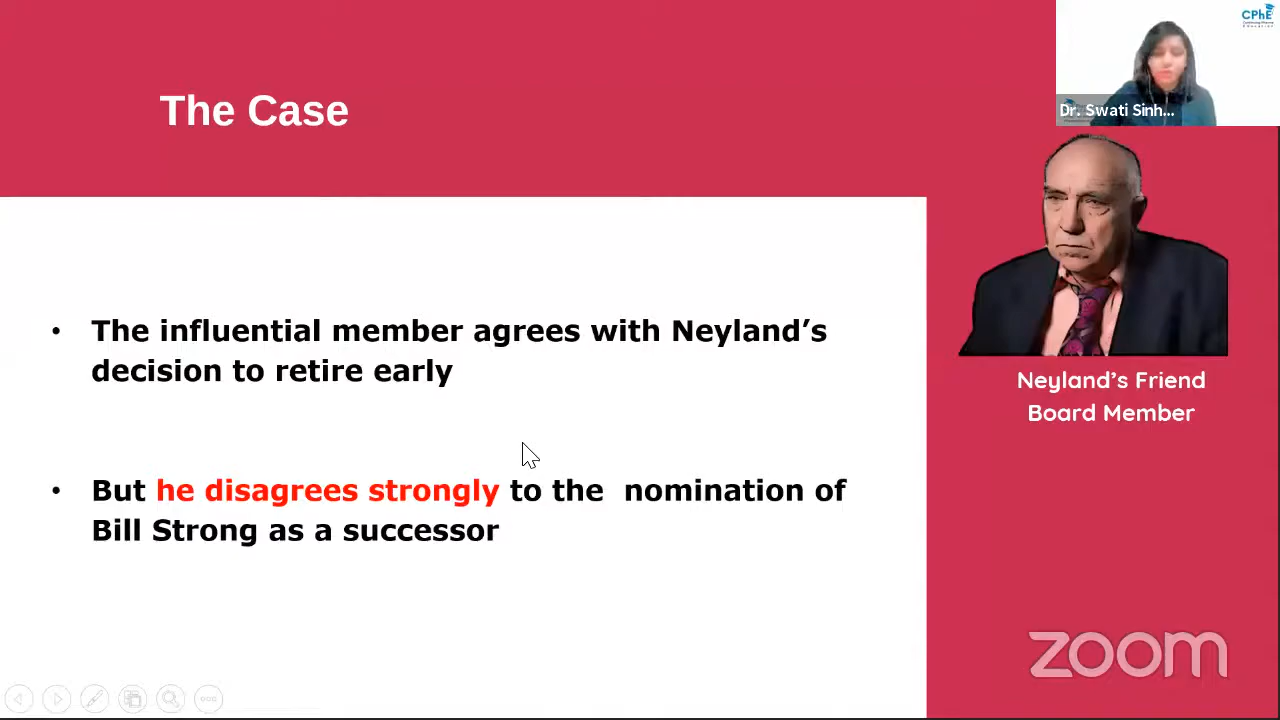 CPhE
The Case
Dr. Swati Sinh...
• The influential member agrees with Neyland’s
decision to retire early
• But he disagrees strongly to the nomination of
Bill Strong as a successor
Neyland’s Friend
Board Member
zoom